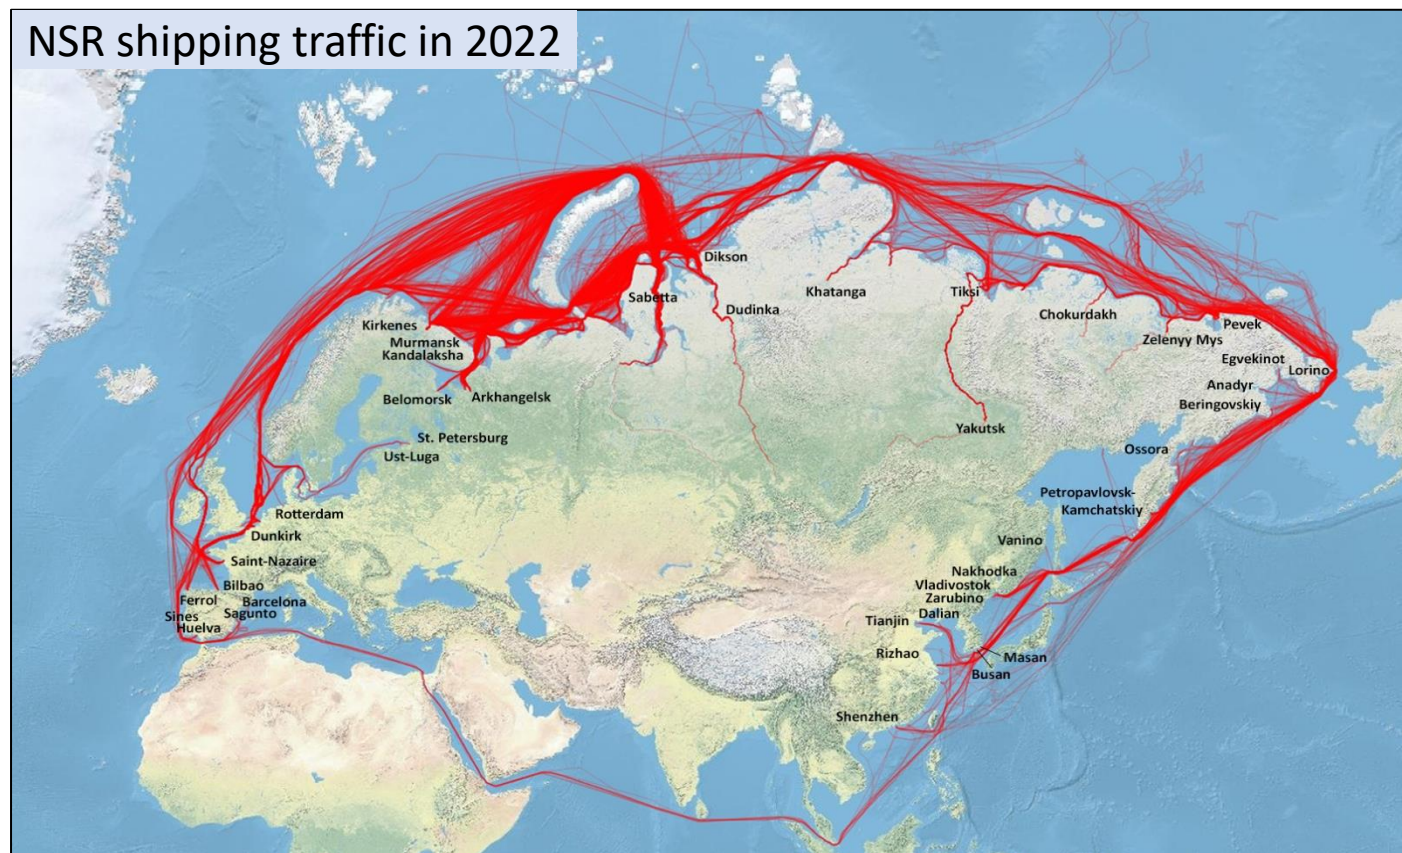 NSR shipping traffic in 2022
Dikson
Sabetta
Khatanga
Tiksi
Dudinka
Chokurdakh
Kirkenes
Pevek
Murmansk
Zelenyy Mys
Kandalaksha
Egvekinot
Lorino
Anadyr
Belomorsk
Arkhangelsk
Beringovskiy
Yakutsk
St. Petersburg
Ossora
Ust-Luga
Petropavlovsk-
Kamchatskiy
Rotterdam
Dunkirk
Vanino
Saint-Nazaire
Nakhodka
Bilbao
Vladivostok
Ferrol
Barcelona
Zarubino
Sines
Sagunto
Dalian
Tianjin
Huelva
Rizhao
Masan
Busan
Shenzhen